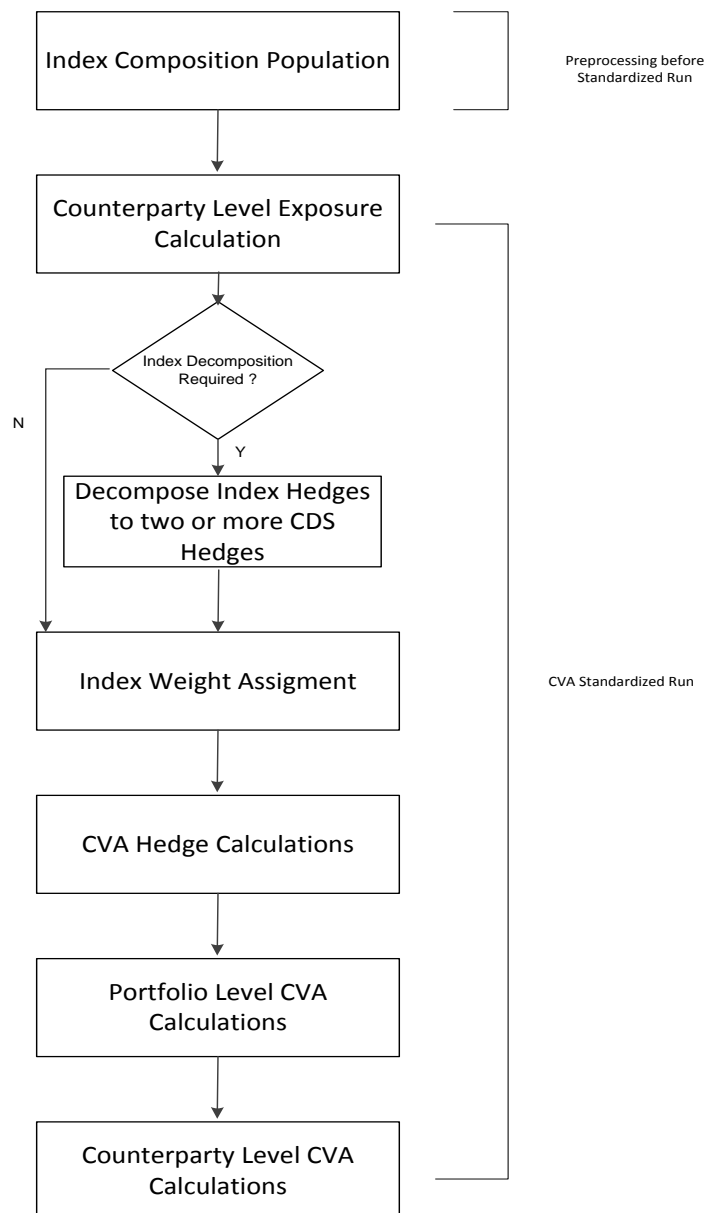 Index Composition Population
Preprocessing before
Standardized Run
Counterparty Level Exposure
Calculation
Index Decomposition
Required ?
N
Y
Decompose Index Hedges
to two or more CDS
Hedges
Index Weight Assigment
CVA Standardized Run
CVA Hedge Calculations
Portfolio Level CVA
Calculations
Counterparty Level CVA
Calculations